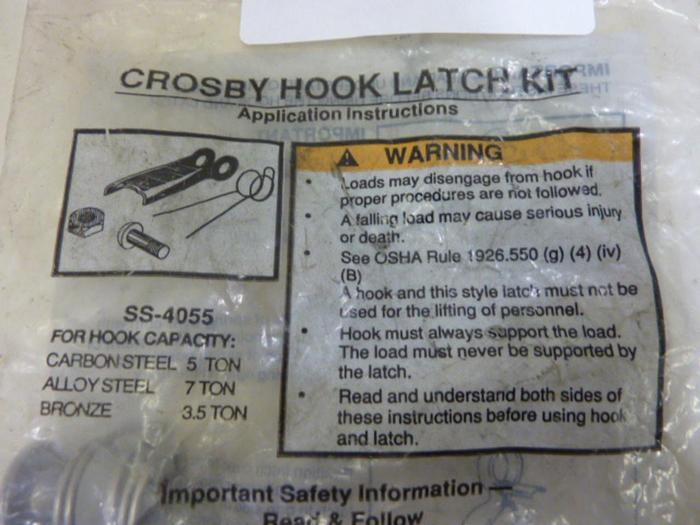 CROSBY HOOK LATCH KIT
Application Instructions
WARNING
• Loads may disengage from hook if
proper procedures are not followed.
• A falling load may cause serious injury
or death.
• See OSHA Rule 1926.550 (g) (4) (iv)
(B)
A hook and this style latch must not be
used for the lifting of personnel.
• Hook must always support the load.
The load must never be supported by
the latch.
• Read and understand both sides of
these instructions before using hook
and latch.
SS-4055
FOR HOOK CAPACITY:
CARBON STEEL 5 TON
ALLOY STEEL 7 TON
BRONZE 3.5 TON
Important Safety Information —
Read & Follow